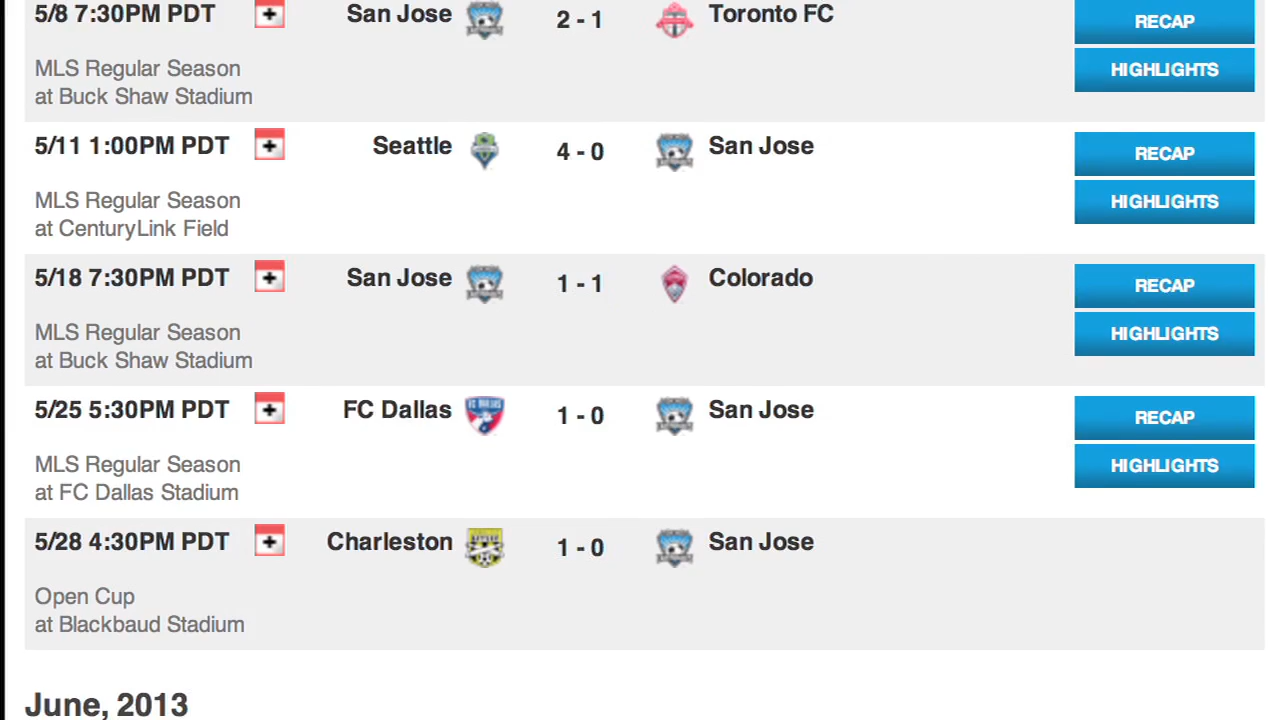 5/8 7:30PM PDT San Jose 2 - 1 Toronto FC RECAP
MLS Regular Season HIGHLIGHTS
at Buck Shaw Stadium
5/11 1:00PM PDT Seattle 4 - 0 San Jose RECAP
MLS Regular Season HIGHLIGHTS
at CenturyLink Field
5/18 7:30PM PDT San Jose 1 - 1 Colorado RECAP
MLS Regular Season HIGHLIGHTS
at Buck Shaw Stadium
5/25 5:30PM PDT FC Dallas 1 - 0 San Jose RECAP
MLS Regular Season HIGHLIGHTS
at FC Dallas Stadium
5/28 4:30PM PDT Charleston 1 - 0 San Jose
Open Cup
at Blackbaud Stadium
June, 2013